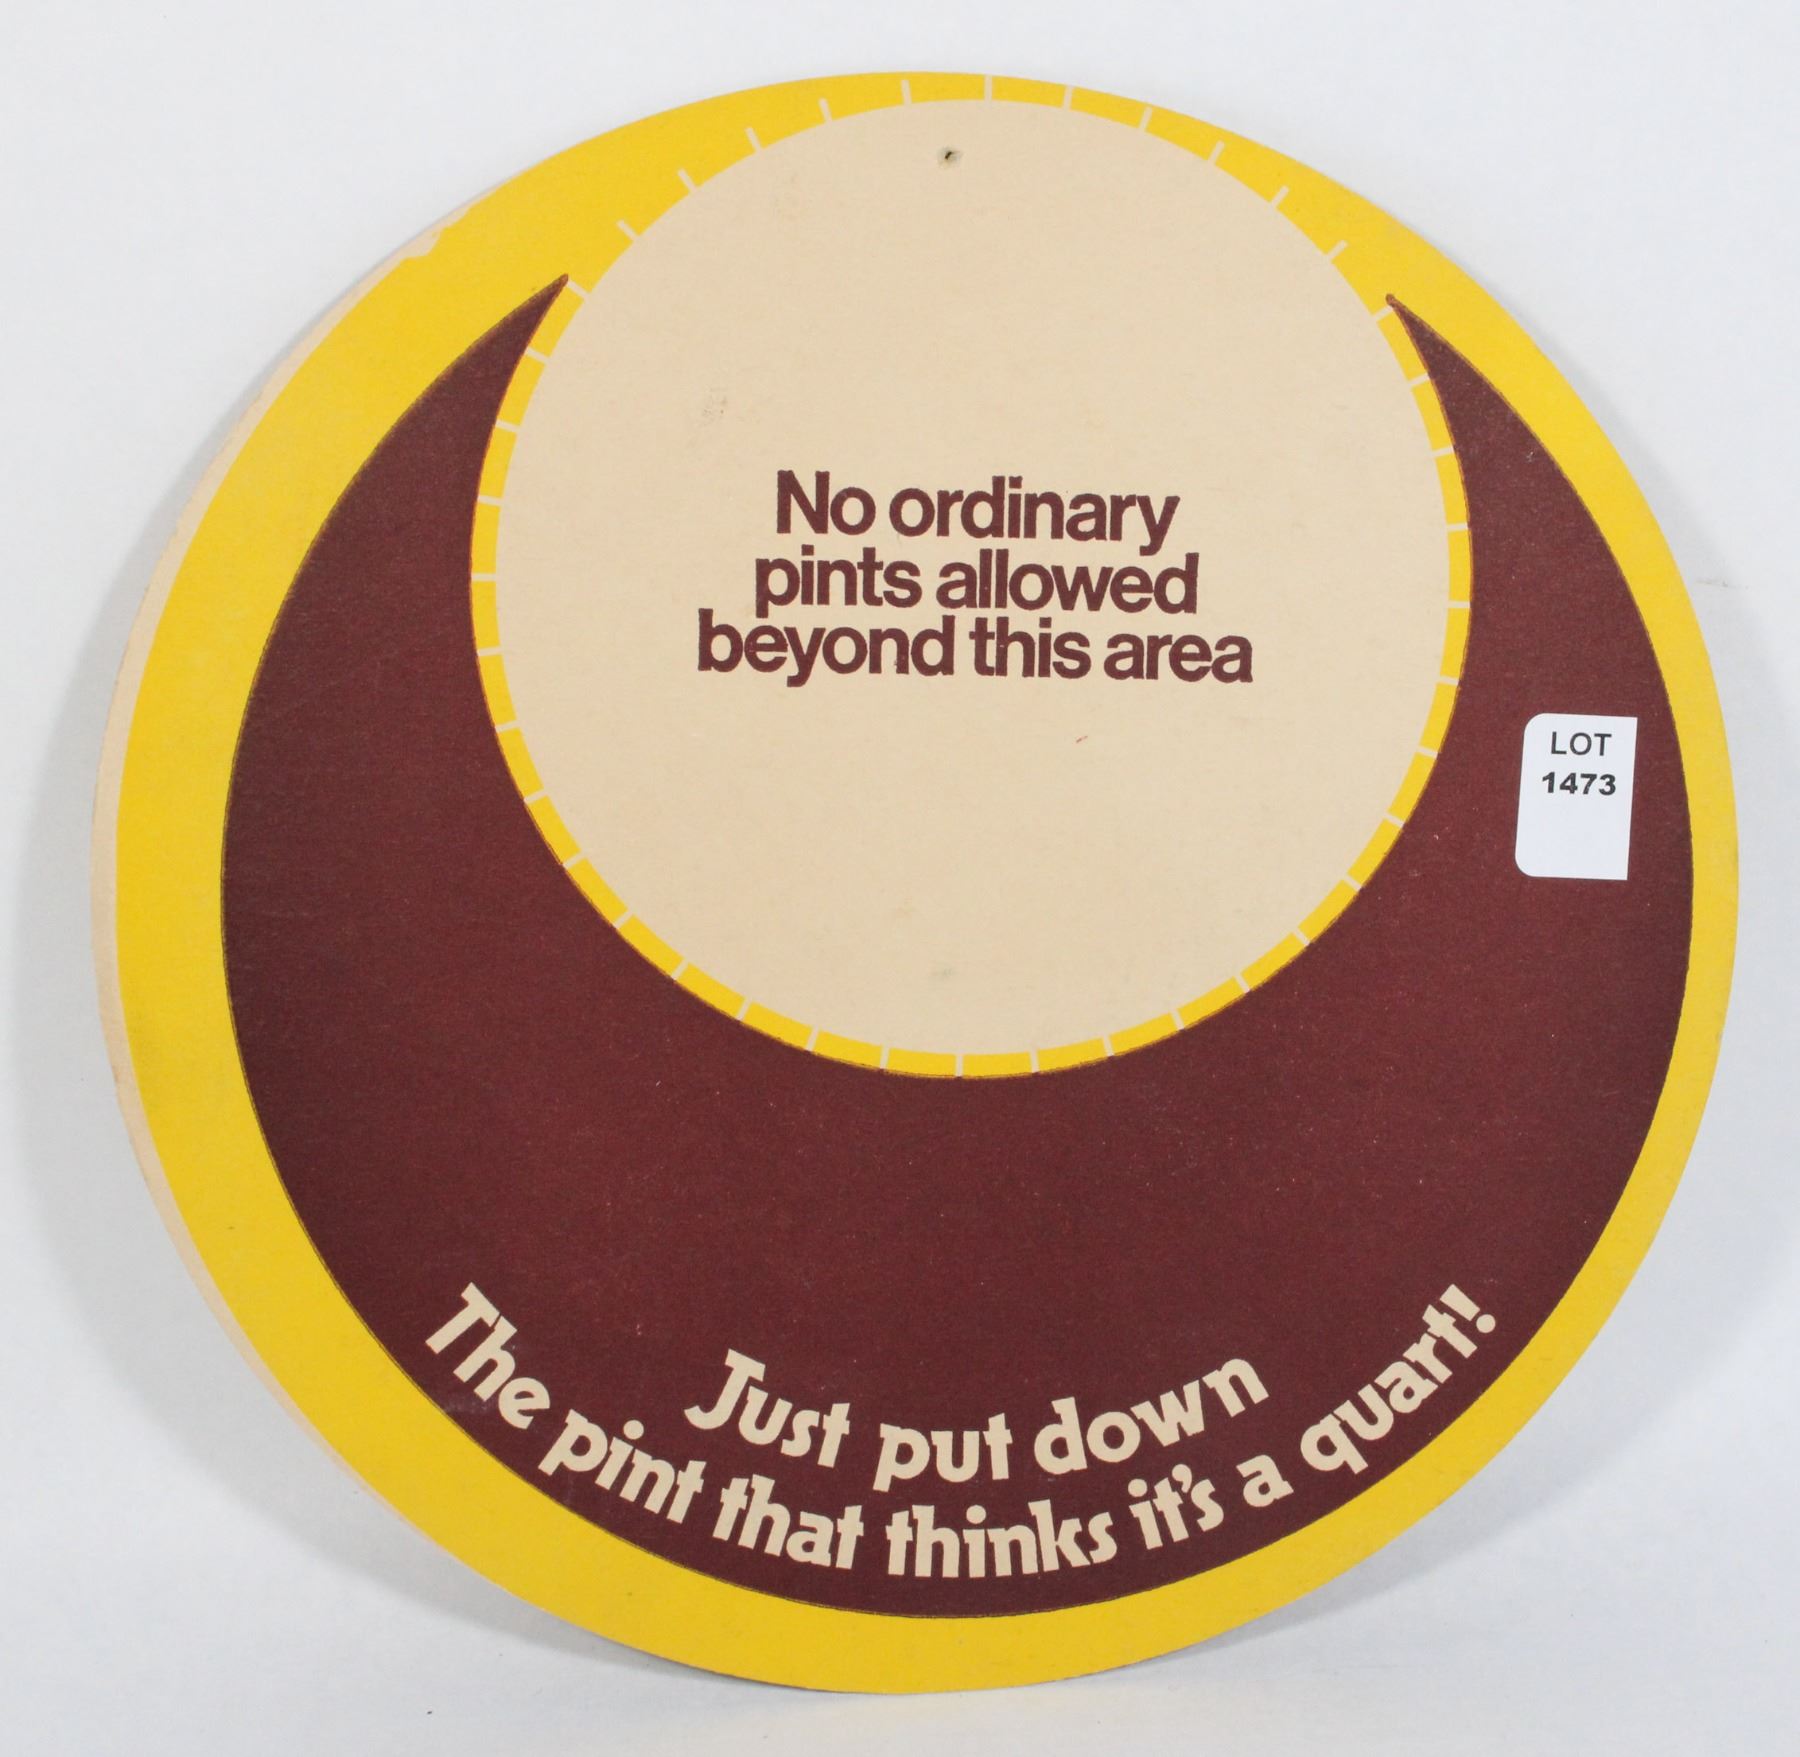 No ordinary
pints allowed
beyond this area
LOT
1473
Just put down
The pint that thinks it's a quart!